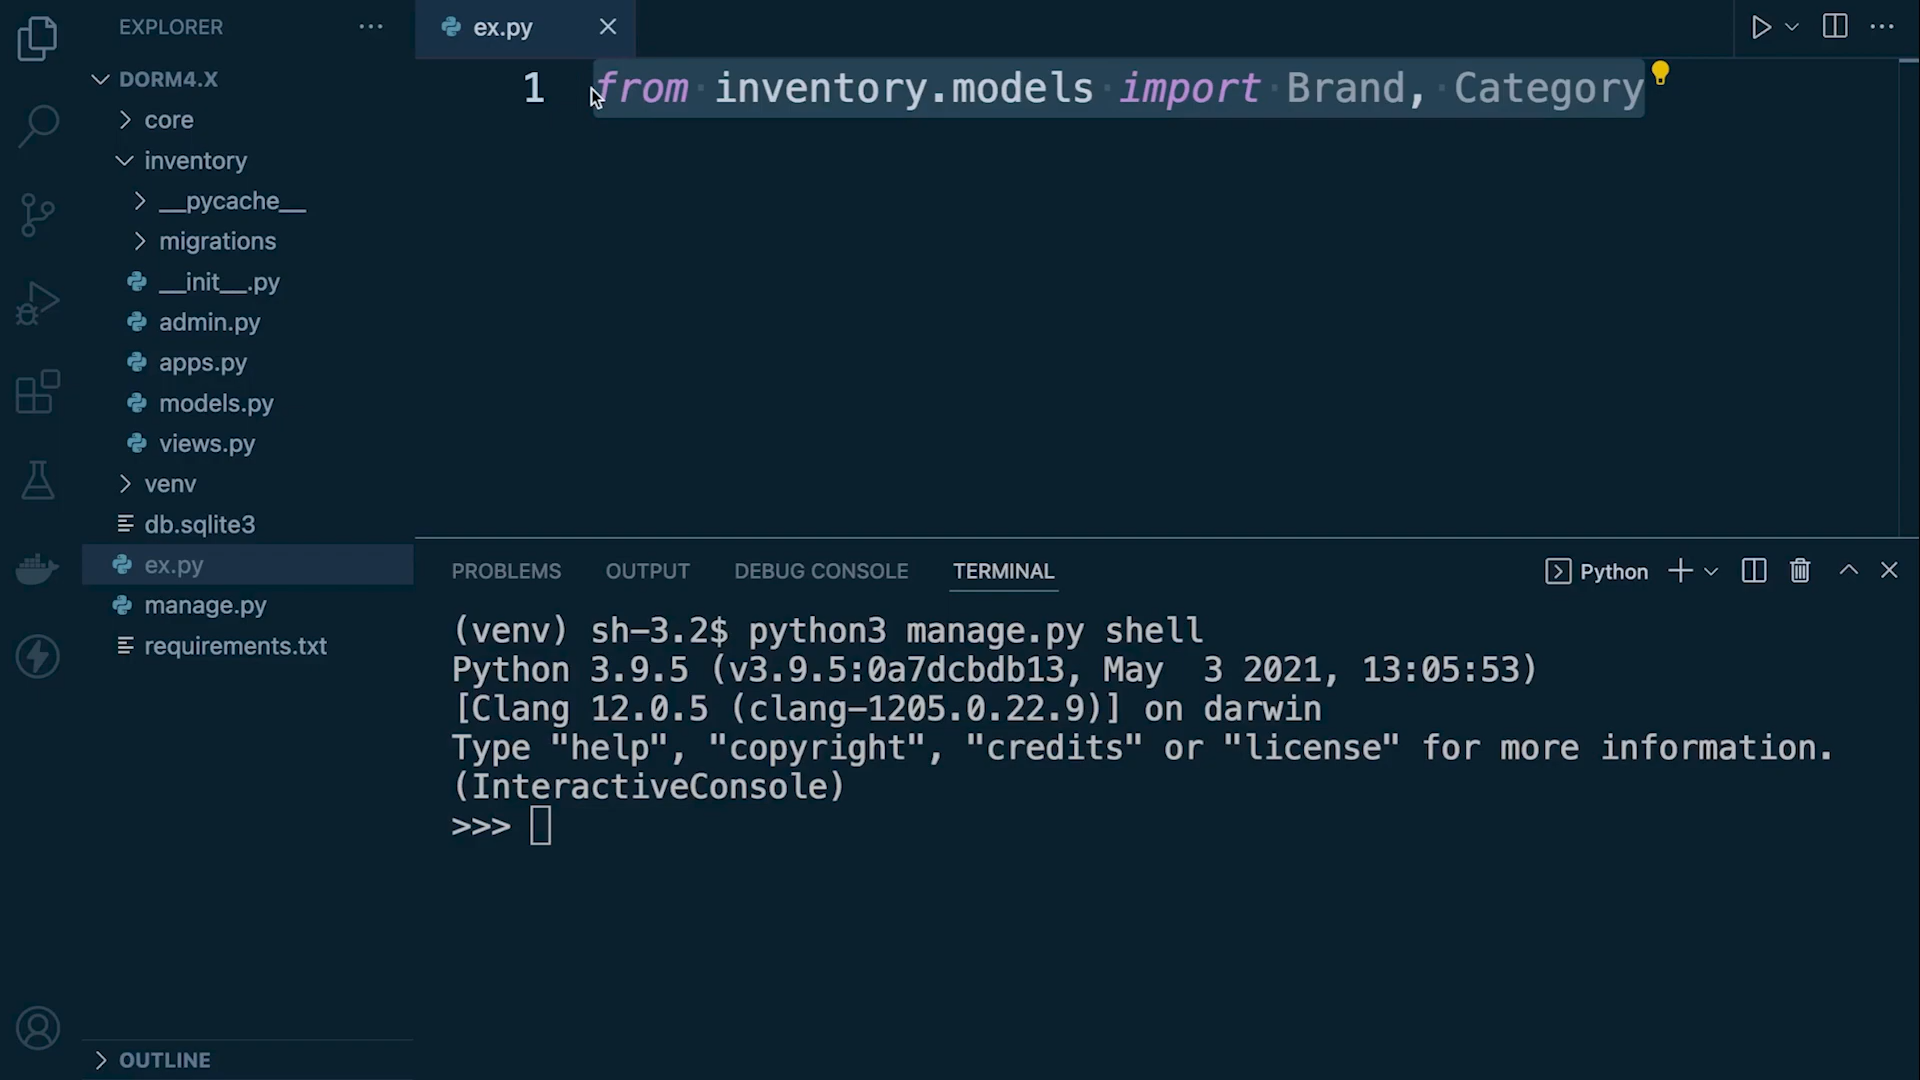 EXPLORER
DORM4.X
core
inventory
__pycache__
migrations
__init__.py
admin.py
apps.py
models.py
views.py
venv
db.sqlite3
ex.py
manage.py
requirements.txt
OUTLINE
ex.py
1 from inventory.models import Brand, Category
PROBLEMS OUTPUT DEBUG CONSOLE TERMINAL Python
(venv) sh-3.2$ python3 manage.py shell
Python 3.9.5 (v3.9.5:0a7dcbdb13, May  3 2021, 13:05:53)
[Clang 12.0.5 (clang-1205.0.22.9)] on darwin
Type "help", "copyright", "credits" or "license" for more information.
(InteractiveConsole)
>>>